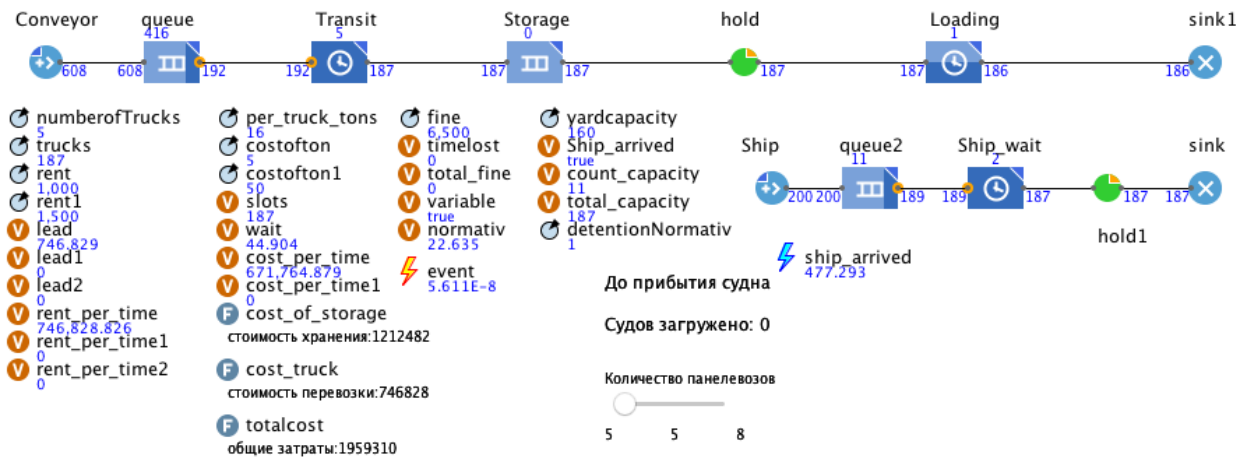 Conveyor queue Transit Storage hold Loading sink1
416 5 0 1
608 608 192 192 187 187 187 187 187 186 186
numberofTrucks
5
trucks
187
rent
1,000
rent1
1,500
lead
746,829
lead1
0
lead2
0
rent_per_time
746,828.826
rent_per_time1
0
rent_per_time2
0
per_truck_tons
16
costofton
5
costofton1
50
slots
187
wait
44.904
cost_per_time
671,764.879
cost_per_time1
0
cost_of_storage
стоимость хранения:1212482
cost_truck
стоимость перевозки:746828
totalcost
общие затраты:1959310
fine
6,500
timelost
0
total_fine
0
variable
true
normativ
22.635
event
5.611E-8
yardcapacity
160
Ship_arrived
true
count_capacity
11
total_capacity
187
detentionNormativ
1
Ship queue2 Ship_wait sink
11 2
200 200 189 189 187 187 187
hold1
ship_arrived
477.293
До прибытия судна
Судов загружено: 0
Количество панелевозов
5 5 8